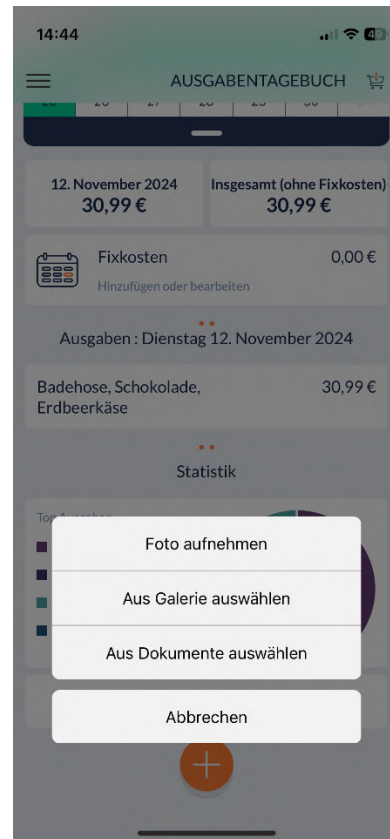 14:44
49
AUSGABENTAGEBUCH
12. November 2024
30,99 €
Insgesamt (ohne Fixkosten)
30,99 €
Fixkosten
0,00 €
Hinzufügen oder bearbeiten
Ausgaben : Dienstag 12. November 2024
Badehose, Schokolade,
30,99 €
Erdbeerkäse
Statistik
Foto aufnehmen
Aus Galerie auswählen
Aus Dokumente auswählen
Abbrechen